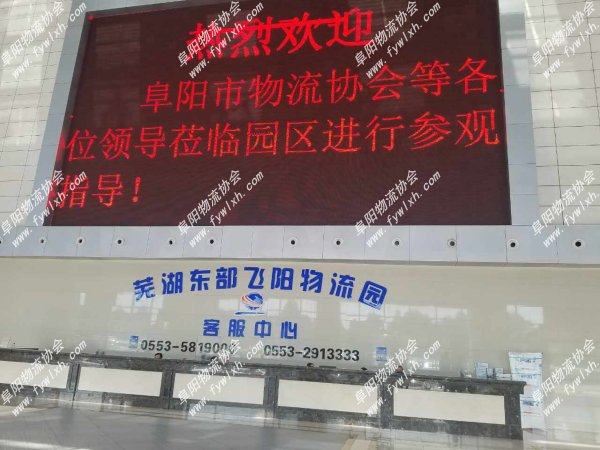 热烈欢迎
阜阳市物流协会等各
位领导莅临园区进行参观
指导!
芜湖东部飞阳物流园
客服中心
0553-2913333
阜阳物流协会
www.fywlxh.com